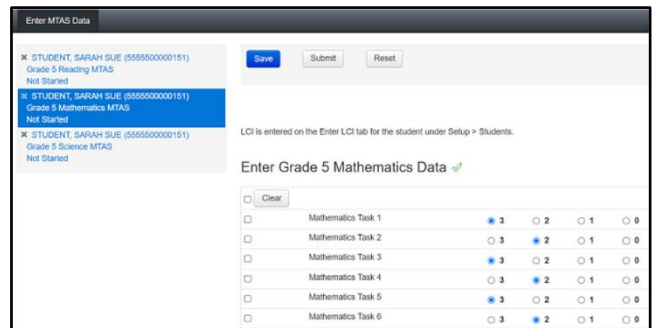 Enter MTAS Data
✖ STUDENT, SARAH SUE (5555500000151)
Grade 5 Reading MTAS
Not Started
✖ STUDENT, SARAH SUE (5555500000151)
Grade 5 Mathematics MTAS
Not Started
✖ STUDENT, SARAH SUE (5555500000151)
Grade 5 Science MTAS
Not Started
Save Submit Reset
LCI is entered on the Enter LCI tab for the student under Setup > Students.
Enter Grade 5 Mathematics Data
Clear
Mathematics Task 1 3 2 1 0
Mathematics Task 2 3 2 1 0
Mathematics Task 3 3 2 1 0
Mathematics Task 4 3 2 1 0
Mathematics Task 5 3 2 1 0
Mathematics Task 6 3 2 1 0